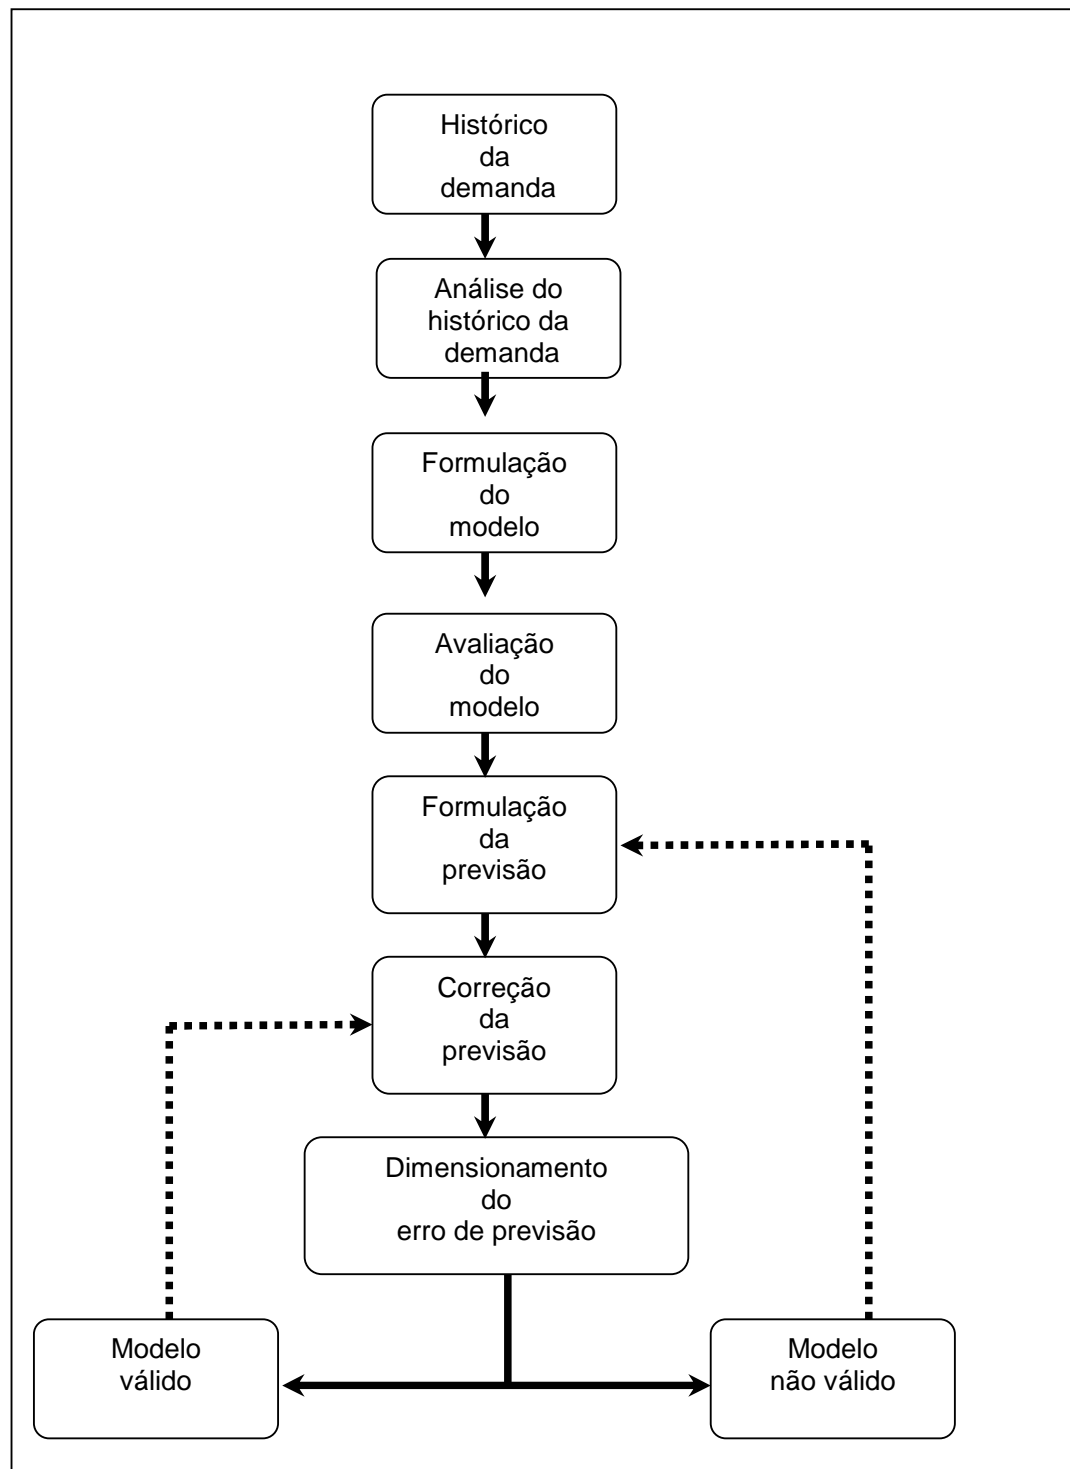 Histórico
da
demanda
Análise do
histórico da
demanda
Formulação
do
modelo
Avaliação
do
modelo
Formulação
da
previsão
Correção
da
previsão
Dimensionamento
do
erro de previsão
Modelo
válido
Modelo
não válido